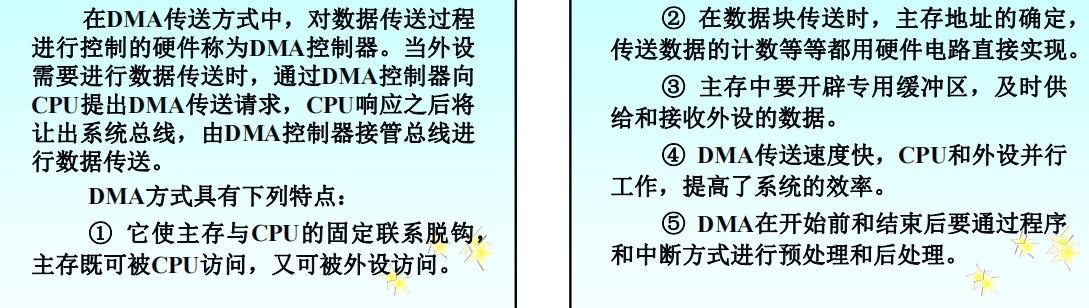 在DMA传送方式中，对数据传送过程
进行控制的硬件称为DMA控制器。当外设
需要进行数据传送时，通过DMA控制器向
CPU提出DMA传送请求，CPU响应之后将
让出系统总线，由DMA控制器接管总线进
行数据传送。
DMA方式具有下列特点：
① 它使主存与CPU的固定联系脱钩，
主存既可被CPU访问，又可被外设访问。
② 在数据块传送时，主存地址的确定，
传送数据的计数等等都用硬件电路直接实现。
③ 主存中要开辟专用缓冲区，及时供
给和接收外设的数据。
④ DMA传送速度快，CPU和外设并行
工作，提高了系统的效率。
⑤ DMA在开始前和结束后要通过程序
和中断方式进行预处理和后处理。